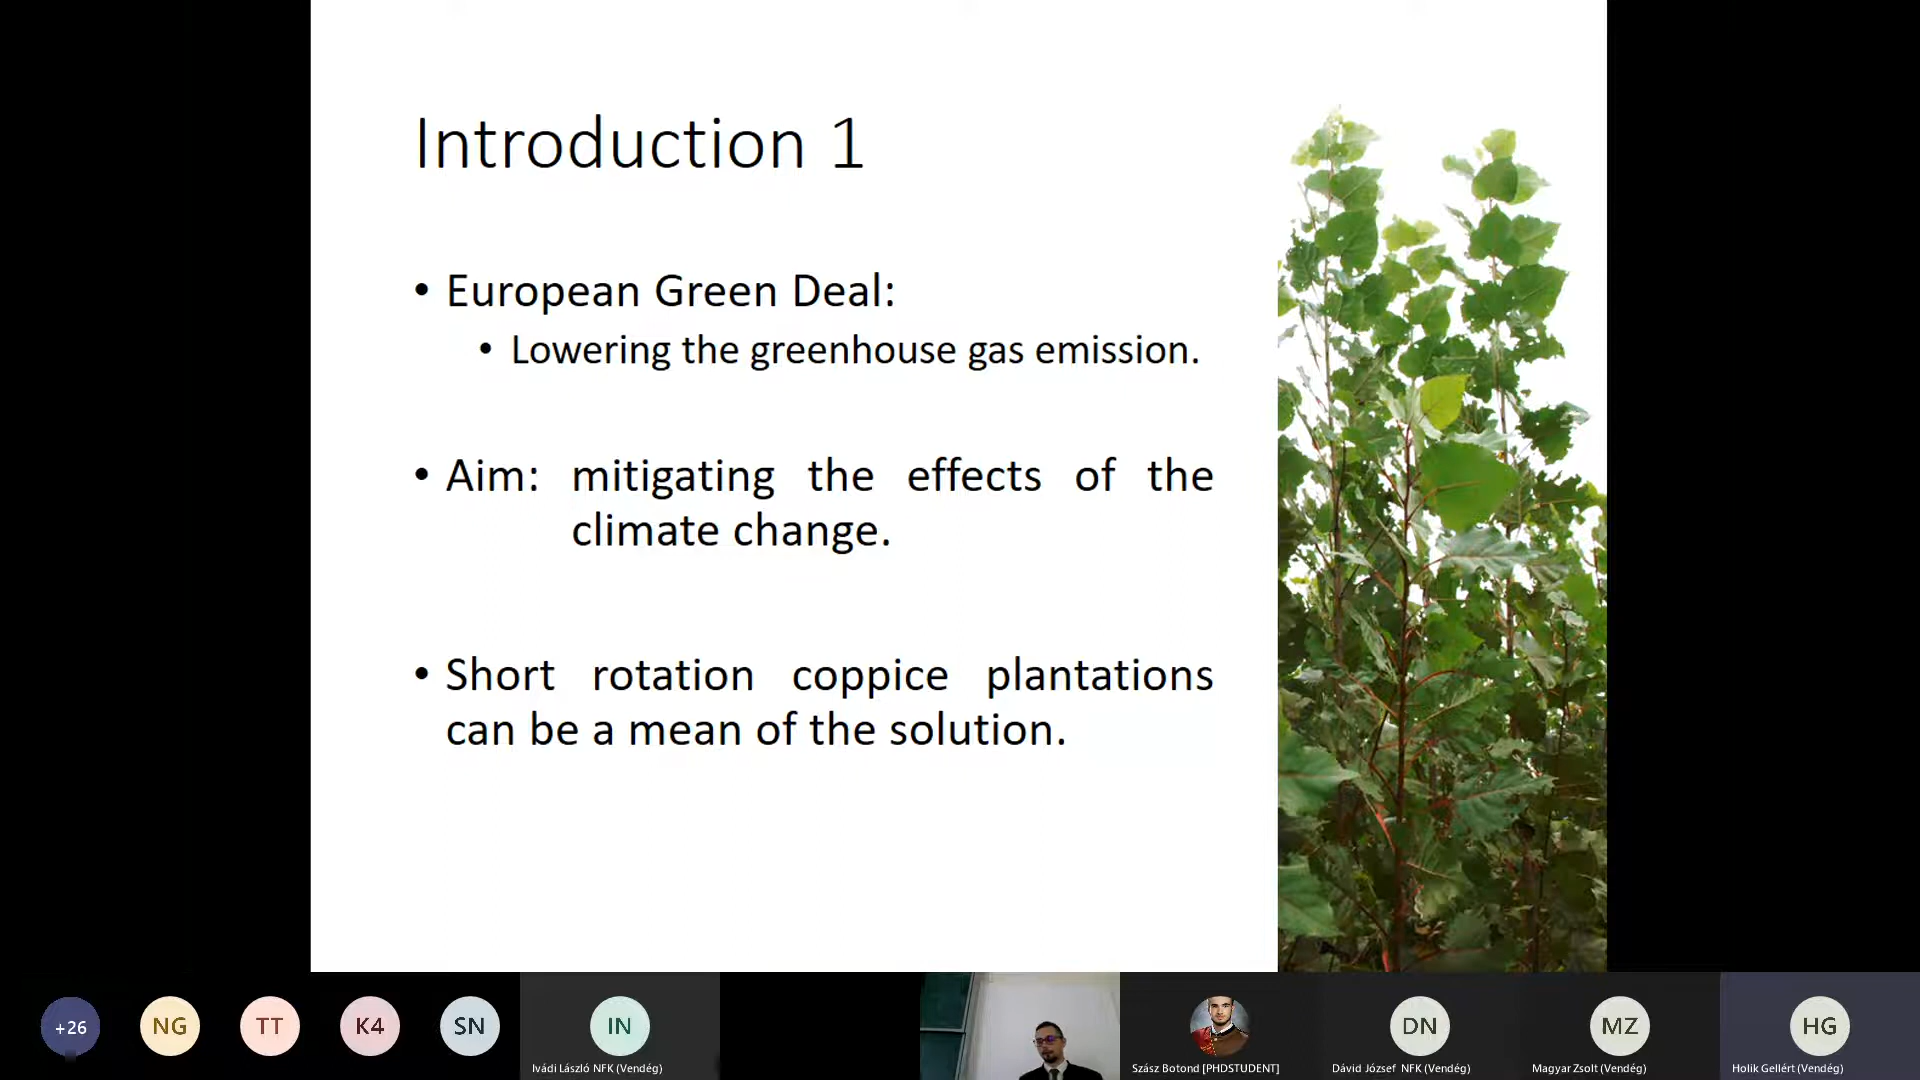 Introduction 1
• European Green Deal:
• Lowering the greenhouse gas emission.
• Aim: mitigating the effects of the
climate change.
• Short rotation coppice plantations
can be a mean of the solution.
+26
NG
TT
K4
SN
IN
DN
MZ
HG
Ivádi László NFK (Vendég)
Szász Botond [PHDSTUDENT]
Dávid József NFK (Vendég)
Magyar Zsolt (Vendég)
Holik Gellért (Vendég)